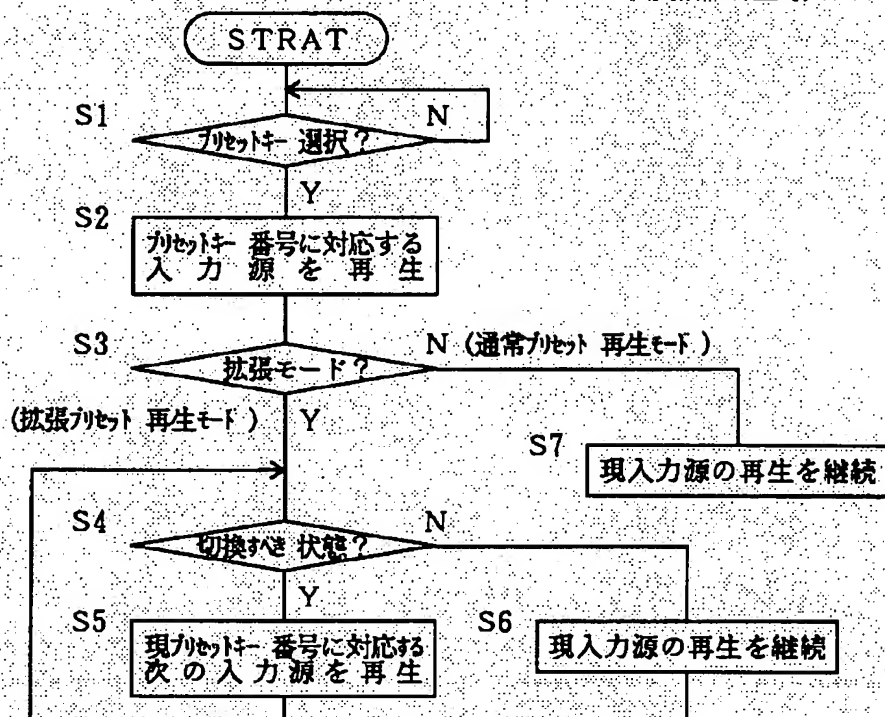 STRAT
S1
プリセットキー 選択？
N
Y
S2
プリセットキー 番号に対応する
入力源を再生
S3
拡張モード？
N (通常プリセット 再生モード)
(拡張プリセット 再生モード)
Y
S7
現入力源の再生を継続
S4
切換すべき 状態？
N
Y
S5
現プリセットキー 番号に対応する
次の入力源を再生
S6
現入力源の再生を継続